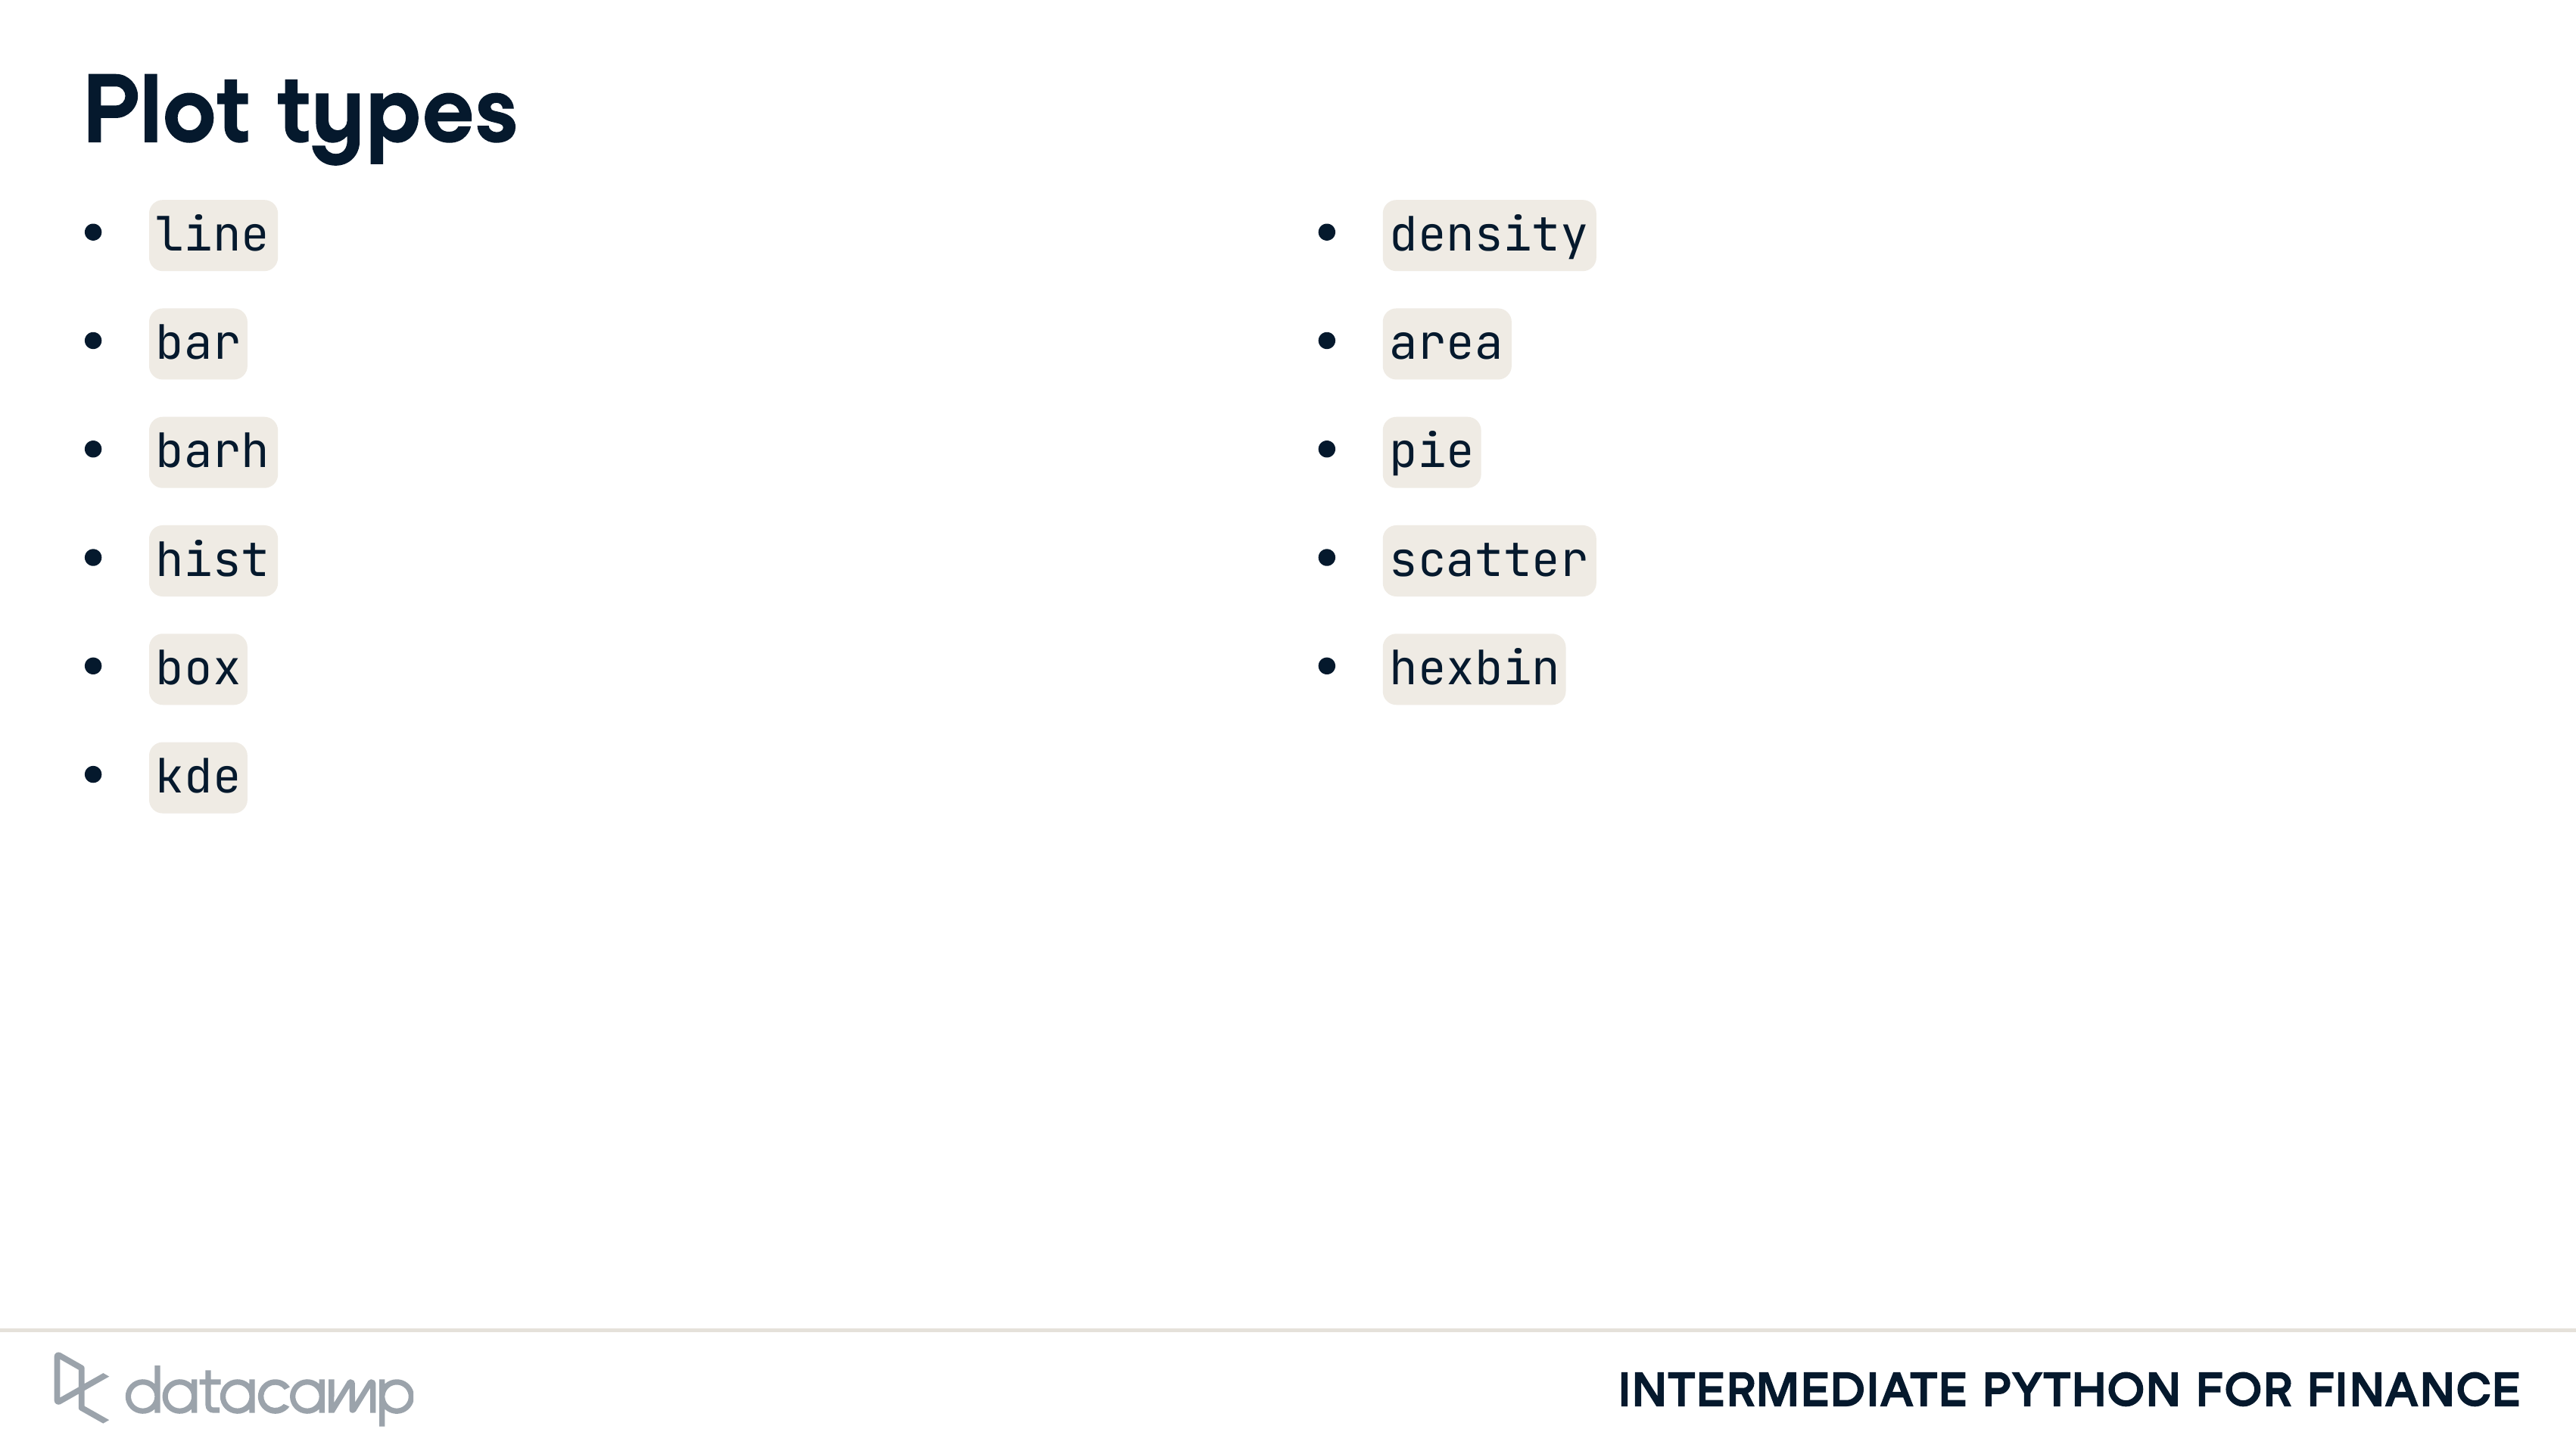 Plot types
• line
• bar
• barh
• hist
• box
• kde
• density
• area
• pie
• scatter
• hexbin
datacamp
INTERMEDIATE PYTHON FOR FINANCE